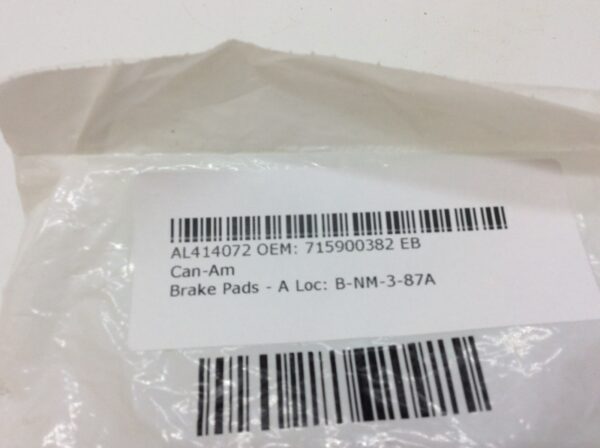 AL414072 OEM: 715900382 EB
Can-Am
Brake Pads - A Loc: B-NM-3-87A